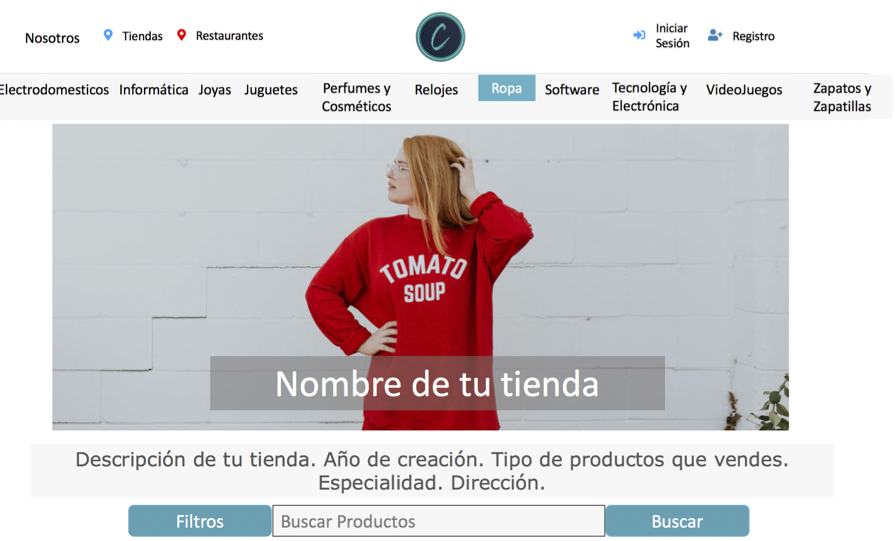 Nosotros Tiendas Restaurantes C Iniciar Sesión Registro
Electrodomesticos Informática Joyas Juguetes Perfumes y Cosméticos Relojes Ropa Software Tecnología y Electrónica VideoJuegos Zapatos y Zapatillas
TOMATO
SOUP
Nombre de tu tienda
Descripción de tu tienda. Año de creación. Tipo de productos que vendes.
Especialidad. Dirección.
Filtros Buscar Productos Buscar